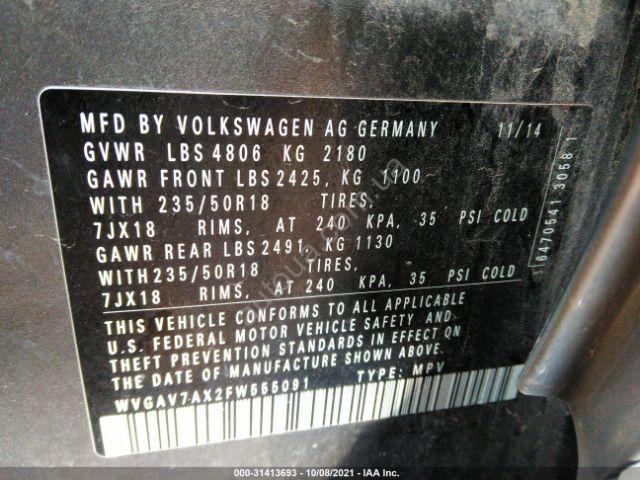 MFD BY VOLKSWAGEN AG GERMANY 11/14
GVWR LBS 4806 KG 2180
GAWR FRONT LBS 2425, KG 1100
WITH 235/50R18 TIRES,
7JX18 RIMS, AT 240 KPA, 35 PSI COLD
GAWR REAR LBS 2491, KG 1130
WITH235/50R18 TIRES,
7JX18 RIMS, AT 240 KPA, 35 PSI COLD
THIS VEHICLE CONFORMS TO ALL APPLICABLE
U.S. FEDERAL MOTOR VEHICLE SAFETY AND
THEFT PREVENTION STANDARDS IN EFFECT ON
THE DATE OF MANUFACTURE SHOWN ABOVE.
WVGAV7AX2FW555091 TYPE: MPV
6470541 3058 1
000-31413693 - 10/08/2021 - IAA Inc.